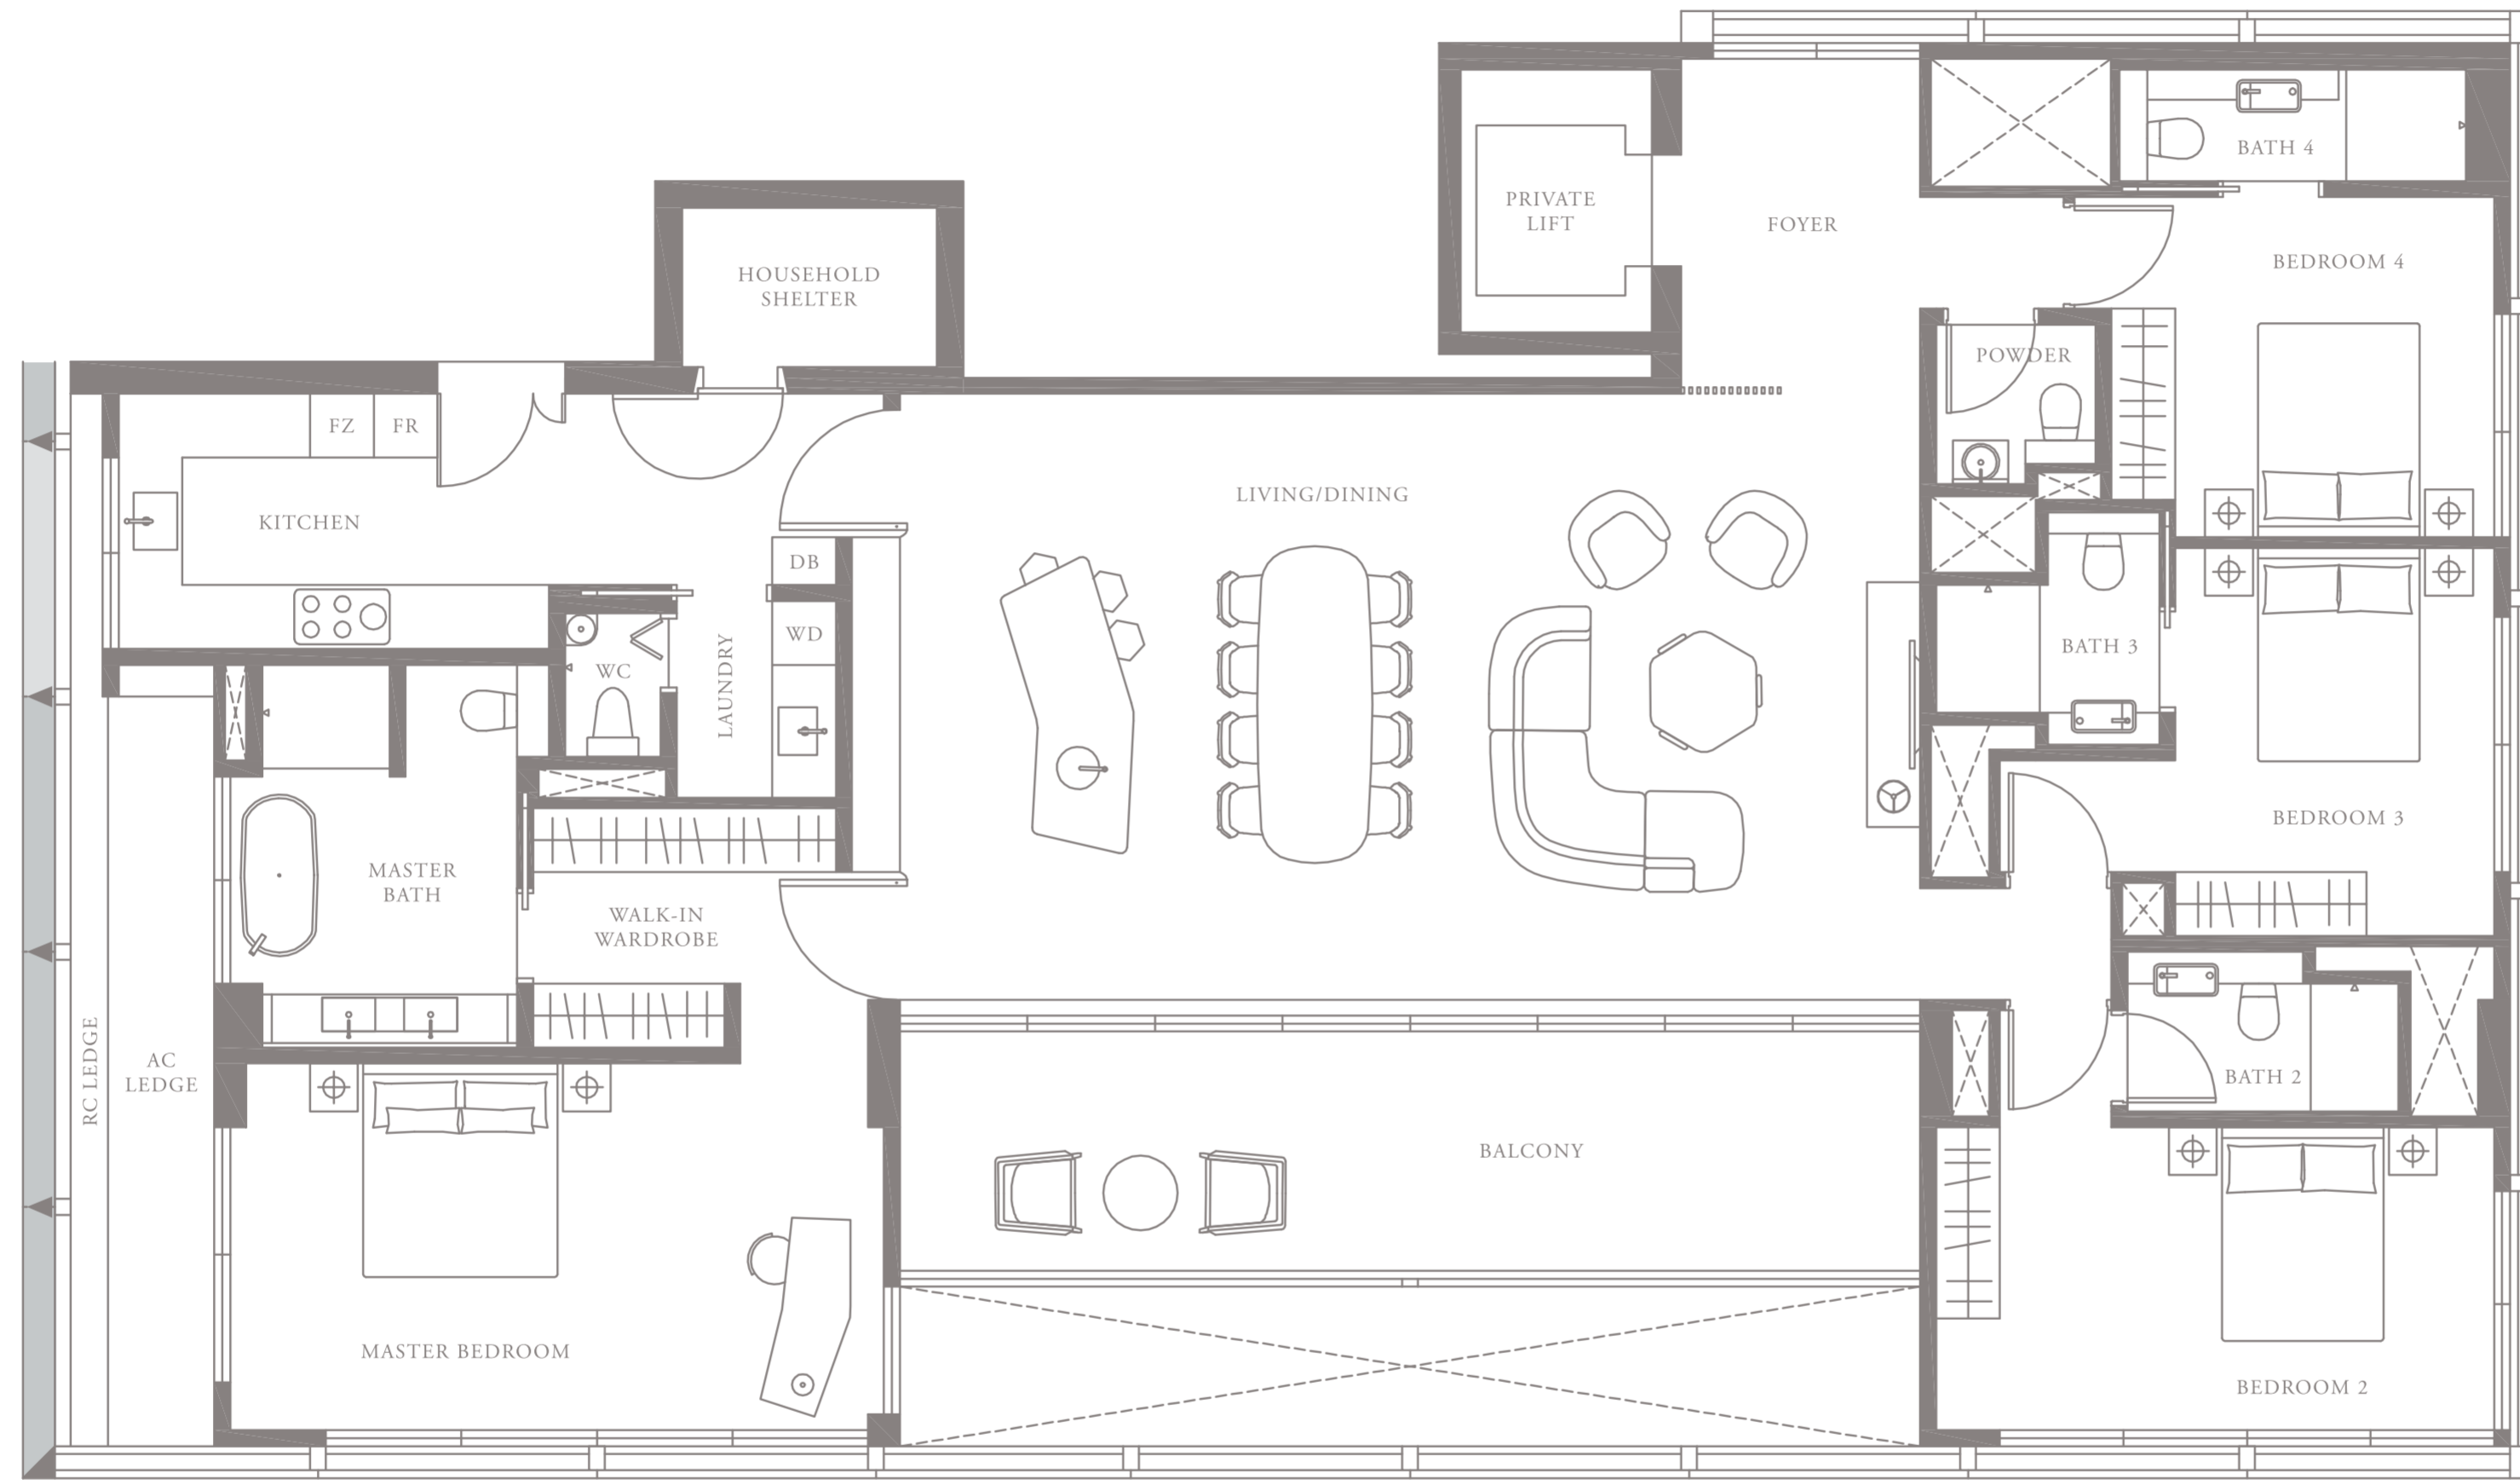 BATH 4
PRIVATE
LIFT
FOYER
BEDROOM 4
HOUSEHOLD
SHELTER
POWDER
FZ
FR
LIVING/DINING
KITCHEN
DB
WD
WC
LAUNDRY
BATH 3
BEDROOM 3
MASTER
BATH
WALK-IN
WARDROBE
RC LEDGE
AC
LEDGE
BATH 2
BALCONY
MASTER BEDROOM
BEDROOM 2